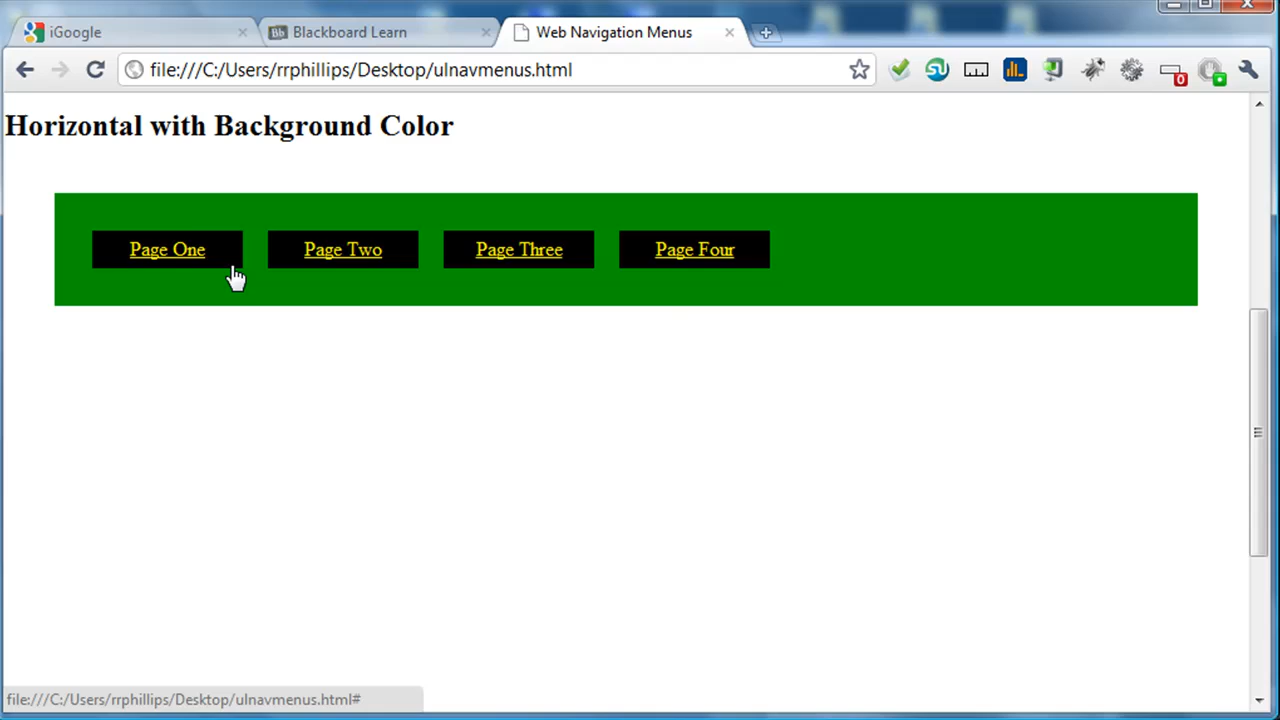 iGoogle
Blackboard Learn
Web Navigation Menus
file:///C:/Users/rrphillips/Desktop/ulnavmenus.html
0
Horizontal with Background Color
Page One
Page Two
Page Three
Page Four
file:///C:/Users/rrphillips/Desktop/ulnavmenus.html#